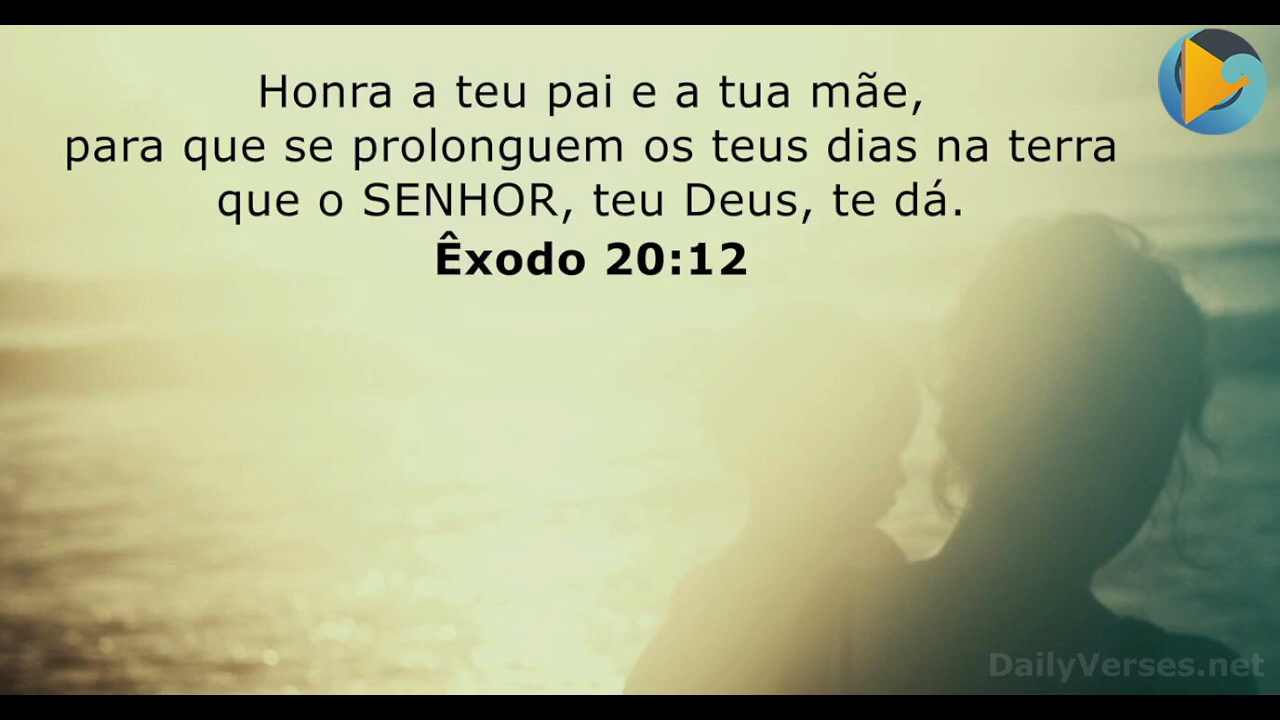 Honra a teu pai e a tua mãe,
para que se prolonguem os teus dias na terra
que o SENHOR, teu Deus, te dá.
Êxodo 20:12
DailyVerses.net